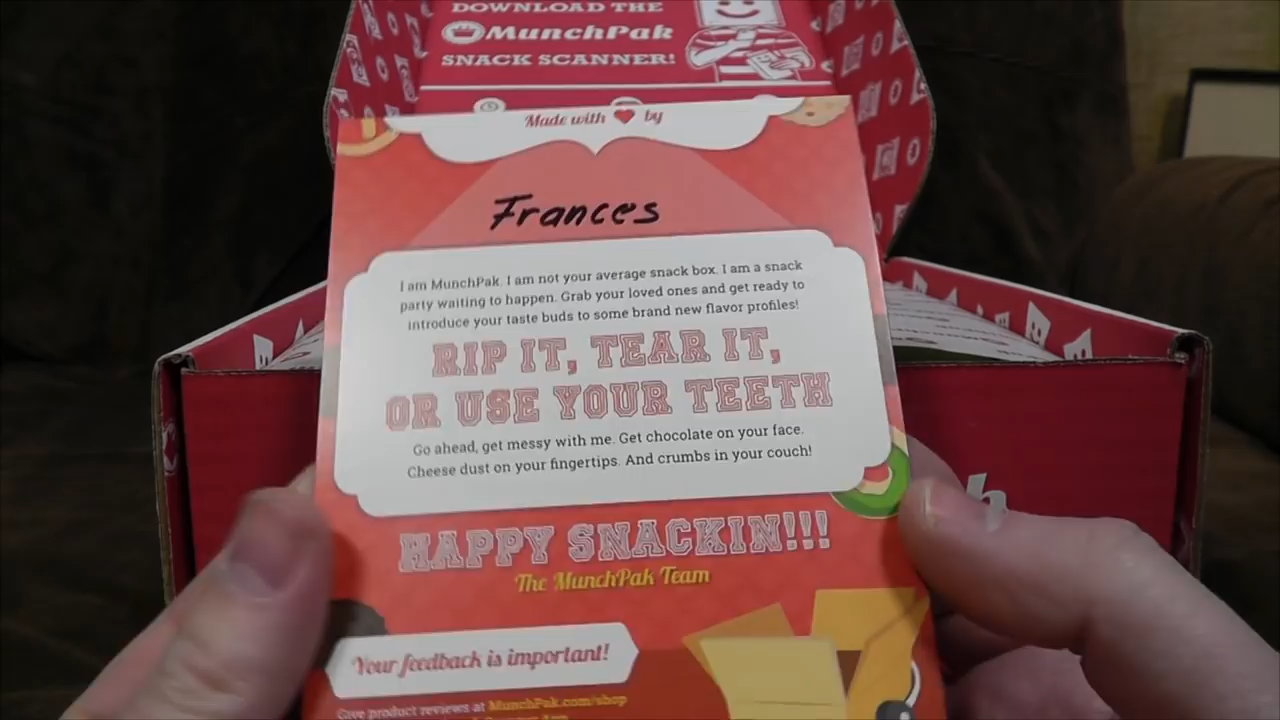 DOWNLOAD THE
MunchPak
SNACK SCANNER!
Made with by
Frances
I am MunchPak. I am not your average snack box. I am a snack
party waiting to happen. Grab your loved ones and get ready to
introduce your taste buds to some brand new flavor profiles!
RIP IT, TEAR IT,
OR USE YOUR TEETH
Go ahead, get messy with me. Get chocolate on your face.
Cheese dust on your fingertips. And crumbs in your couch!
HAPPY SNACKIN!!!
The MunchPak Team
Your feedback is important!
Give product reviews at MunchPak.com/shop